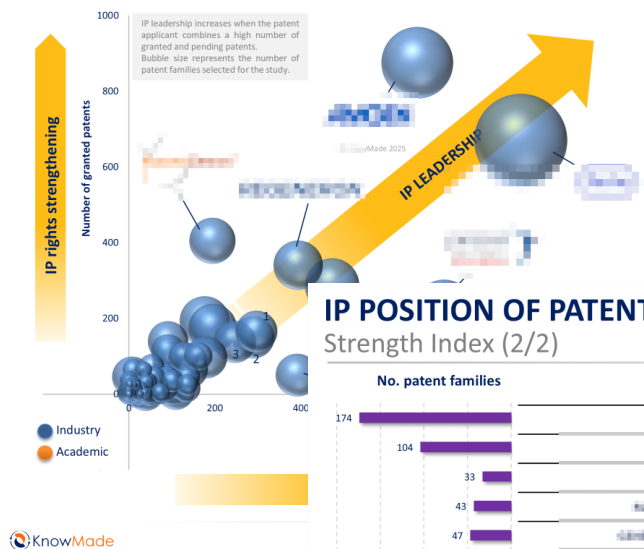 1000
IP leadership increases when the patent
applicant combines a high number of
granted and pending patents.
Bubble size represents the number of
patent families selected for the study.
800
600
400
200
0
IP rights strengthening
Number of granted patents
Made 2025
IP LEADERSHIP
1
2
3
0
200
400
Industry
Academic
IP POSITION OF PATENT
Strength Index (2/2)
No. patent families
174
104
33
43
47
KnowMade